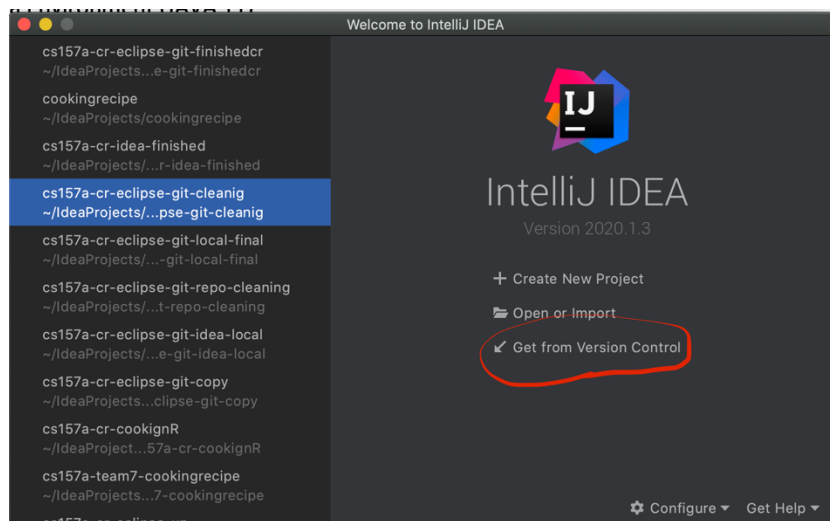 Welcome to IntelliJ IDEA
cs157a-cr-eclipse-git-finishedcr
~/IdeaProjects...e-git-finishedcr
cookingrecipe
~/IdeaProjects/cookingrecipe
cs157a-cr-idea-finished
~/IdeaProjects/...r-idea-finished
cs157a-cr-eclipse-git-cleanig
~/IdeaProjects/...pse-git-cleanig
cs157a-cr-eclipse-git-local-final
~/IdeaProjects/...-git-local-final
cs157a-cr-eclipse-git-repo-cleaning
~/IdeaProjects/...t-repo-cleaning
cs157a-cr-eclipse-git-idea-local
~/IdeaProjects/...e-git-idea-local
cs157a-cr-eclipse-git-copy
~/IdeaProjects...clipse-git-copy
cs157a-cr-cookignR
~/IdeaProject...57a-cr-cookignR
cs157a-team7-cookingrecipe
~/IdeaProjects...7-cookingrecipe
IJ
IntelliJ IDEA
Version 2020.1.3
+ Create New Project
Open or Import
Get from Version Control
Configure
Get Help